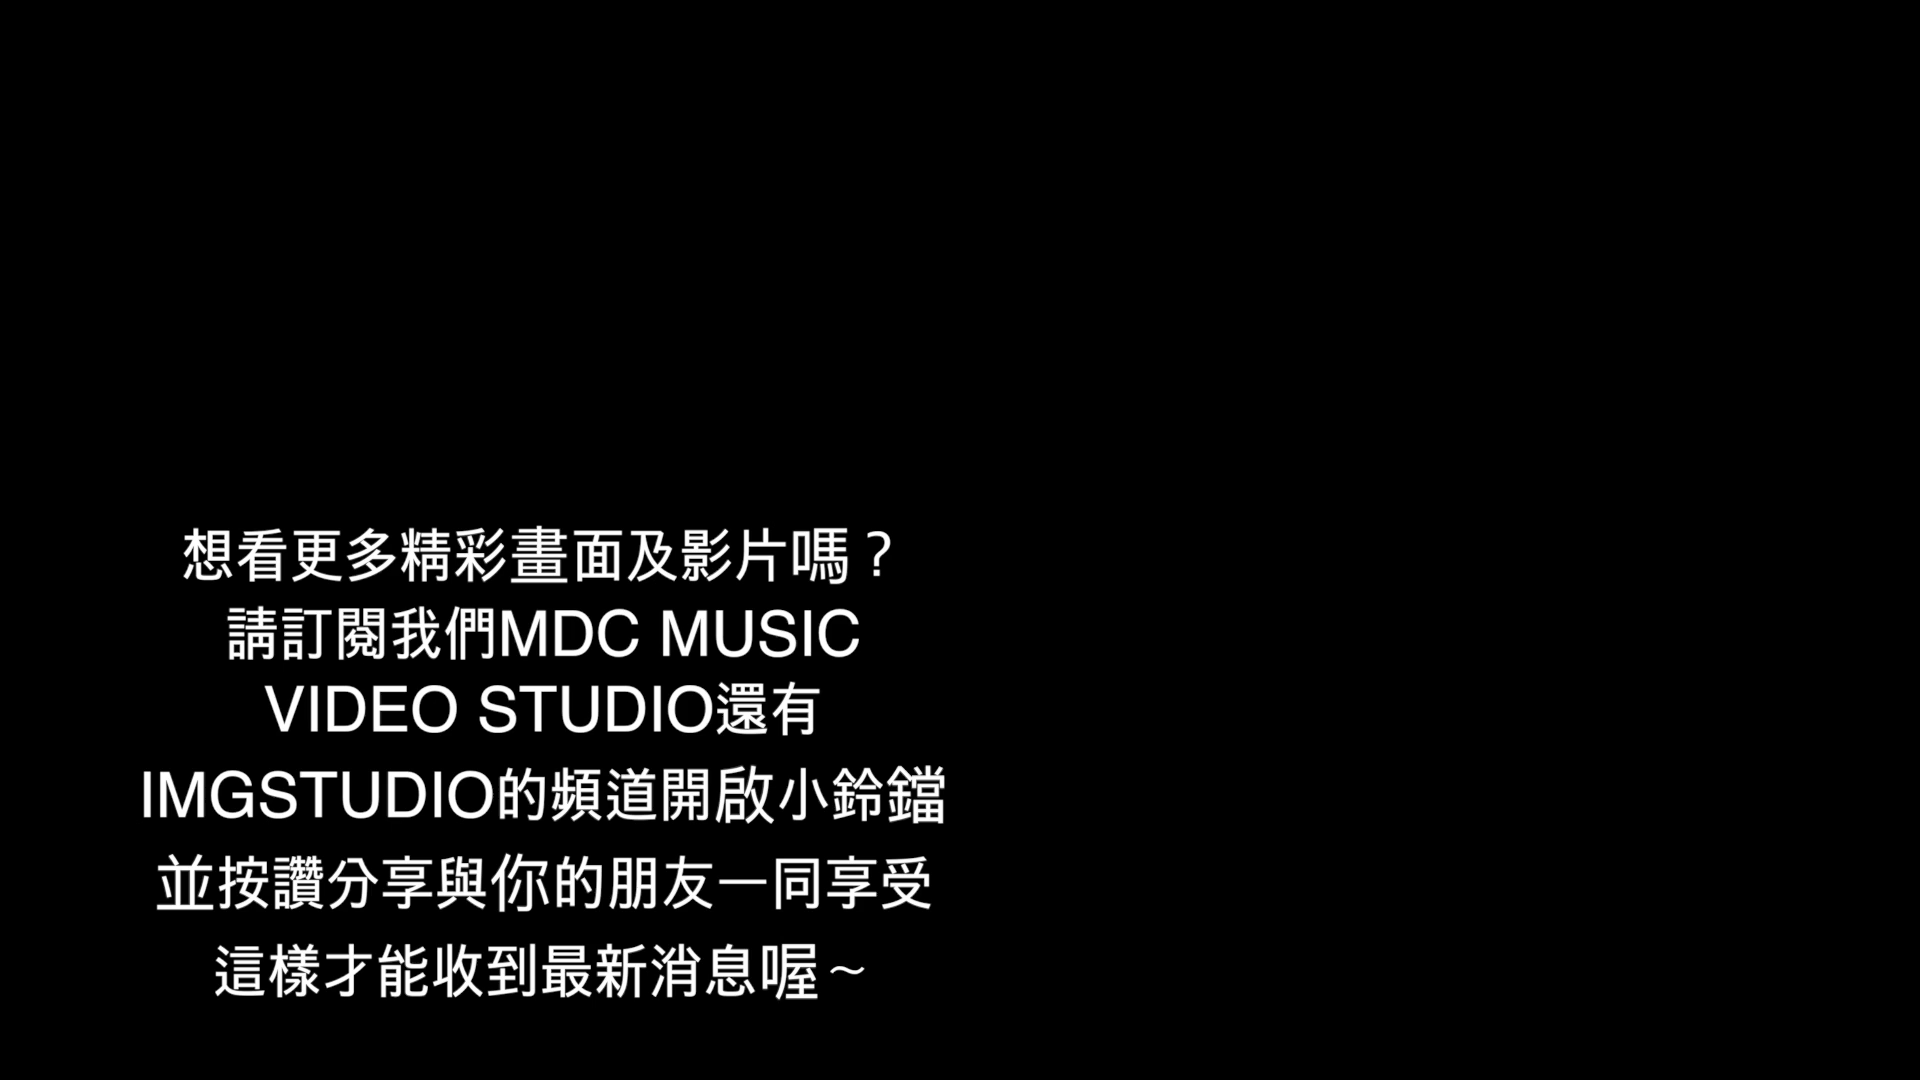 想看更多精彩畫面及影片嗎？
請訂閱我們MDC MUSIC
VIDEO STUDIO還有
IMGSTUDIO的頻道開啟小鈴鐺
並按讚分享與你的朋友一同享受
這樣才能收到最新消息喔～